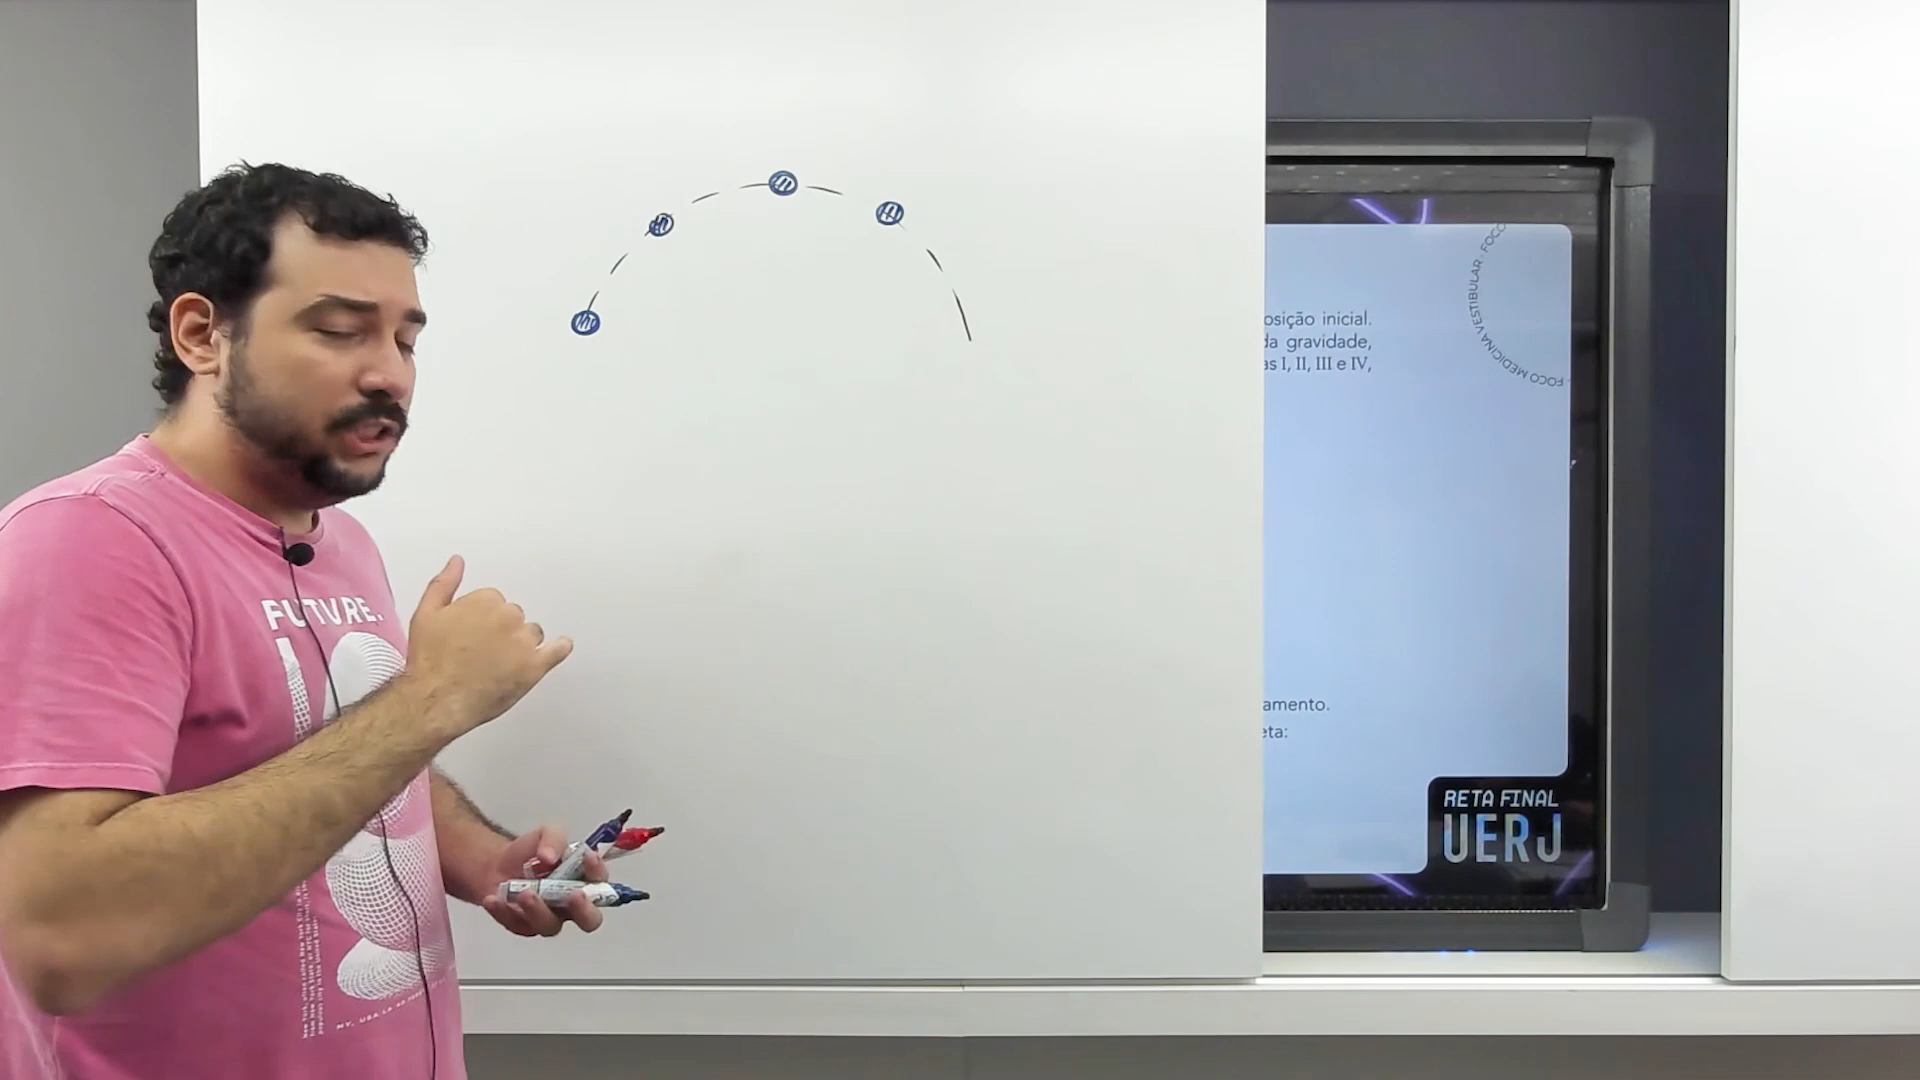 osição inicial.
da gravidade,
as I, II, III e IV,
FOCO MEDICINA VESTIBULAR · FOCO
amento.
eta:
RETA FINAL
UERJ
FUTURE.